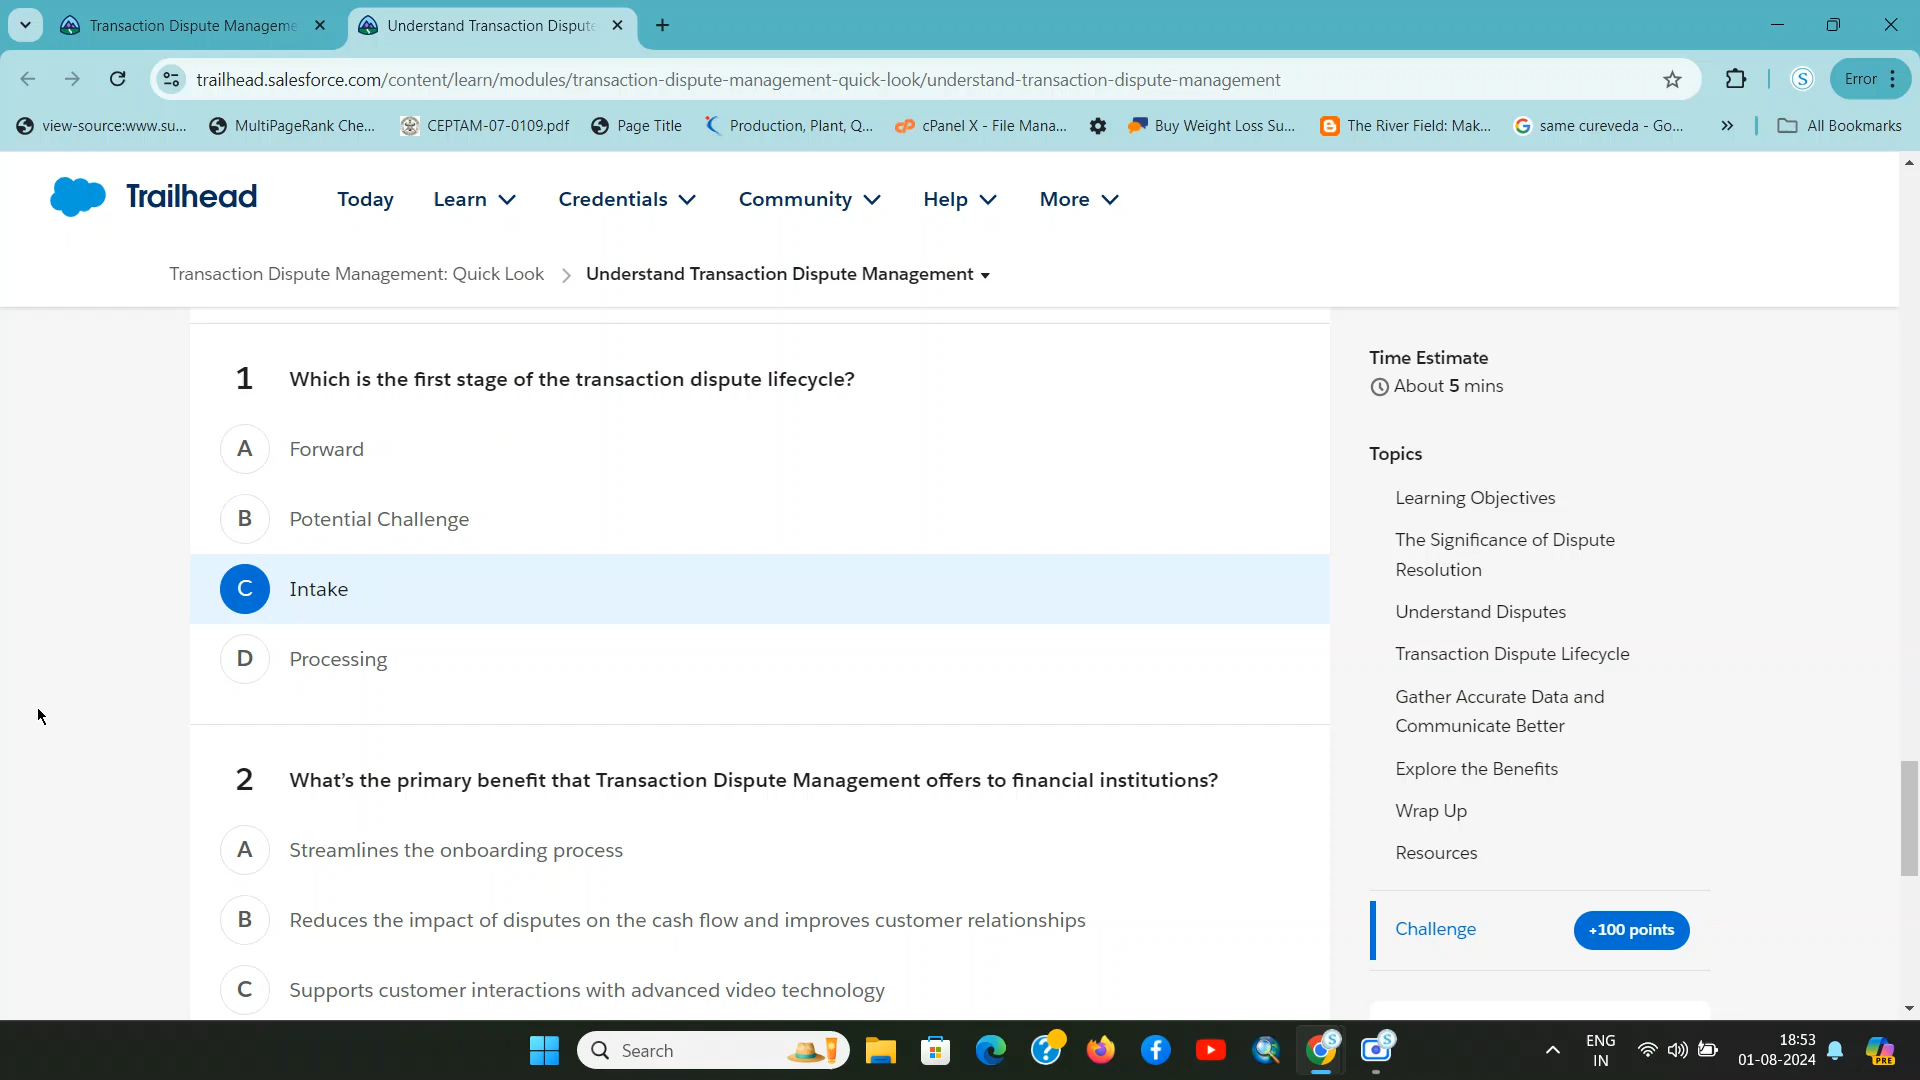 Transaction Dispute Manageme
Understand Transaction Dispute
trailhead.salesforce.com/content/learn/modules/transaction-dispute-management-quick-look/understand-transaction-dispute-management
S
Error
view-source:www.su...
MultiPageRank Che...
CEPTAM-07-0109.pdf
Page Title
Production, Plant, Q...
cPanel X - File Mana...
Buy Weight Loss Su...
The River Field: Mak...
same cureveda - Go...
All Bookmarks
Trailhead
Today
Learn
Credentials
Community
Help
More
Transaction Dispute Management: Quick Look
Understand Transaction Dispute Management
1 Which is the first stage of the transaction dispute lifecycle?
A Forward
B Potential Challenge
C Intake
D Processing
2 What’s the primary benefit that Transaction Dispute Management offers to financial institutions?
A Streamlines the onboarding process
B Reduces the impact of disputes on the cash flow and improves customer relationships
C Supports customer interactions with advanced video technology
Time Estimate
About 5 mins
Topics
Learning Objectives
The Significance of Dispute
Resolution
Understand Disputes
Transaction Dispute Lifecycle
Gather Accurate Data and
Communicate Better
Explore the Benefits
Wrap Up
Resources
Challenge
+100 points
Search
ENG
IN
18:53
01-08-2024
PRE